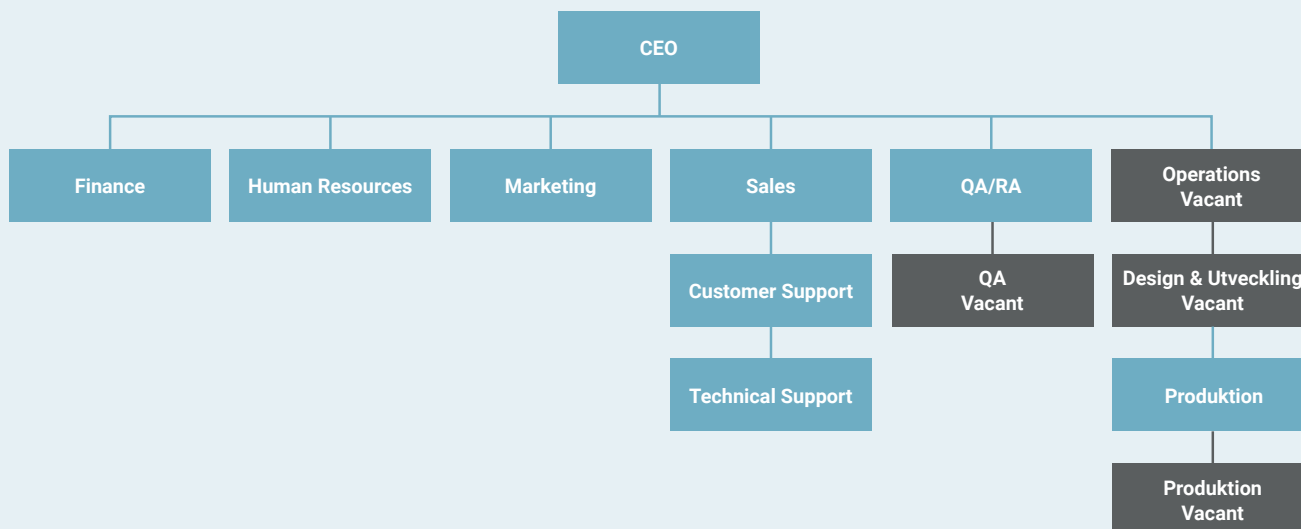 CEO
Finance
Human Resources
Marketing
Sales
QA/RA
Operations
Vacant
Customer Support
QA
Vacant
Design & Utveckling
Vacant
Technical Support
Produktion
Produktion
Vacant